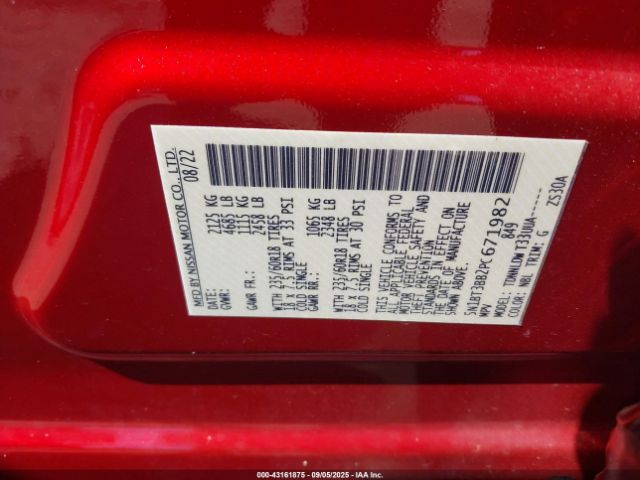 MFD BY NISSAN MOTOR CO., LTD.
08/22
GVWR: 2125 KG
4685 LB
GAWR FR.: 1115 KG
2458 LB
WITH 235/60R18 TIRES
18 x 7.5 RIMS AT 33 PSI
COLD SINGLE
GAWR RR.: 1065 KG
2348 LB
WITH 235/60R18 TIRES
18 x 7.5 RIMS AT 30 PSI
COLD SINGLE
THIS VEHICLE CONFORMS TO
ALL APPLICABLE FEDERAL
MOTOR VEHICLE SAFETY AND
THEFT PREVENTION
STANDARDS IN EFFECT ON
DATE OF MANUFACTURE
SHOWN ABOVE.
5N1BT3BB2PC671982
MPV 849
MODEL:
COLOR: NBL TRIM: G
ZS30A
000-43161875 - 09/05/2025 - IAA Inc.